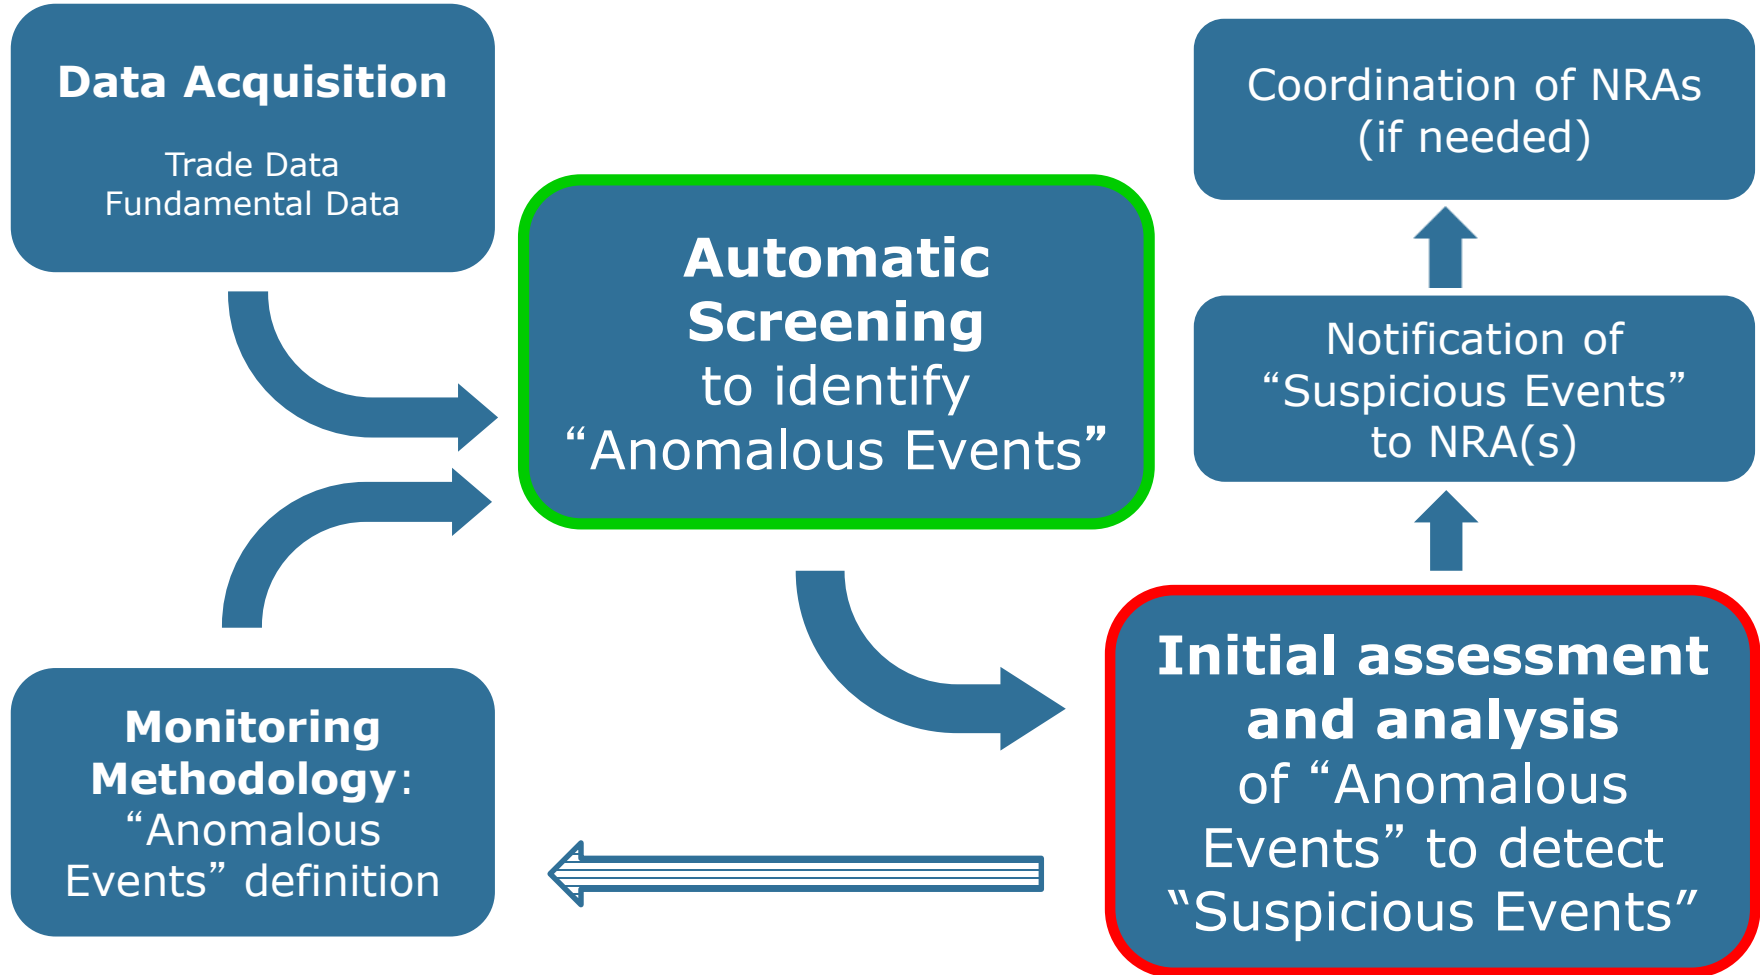 Data Acquisition
Trade Data
Fundamental Data
Monitoring
Methodology:
“Anomalous
Events” definition
Automatic
Screening
to identify
“Anomalous Events”
Initial assessment
and analysis
of “Anomalous
Events” to detect
“Suspicious Events”
Notification of
“Suspicious Events”
to NRA(s)
Coordination of NRAs
(if needed)